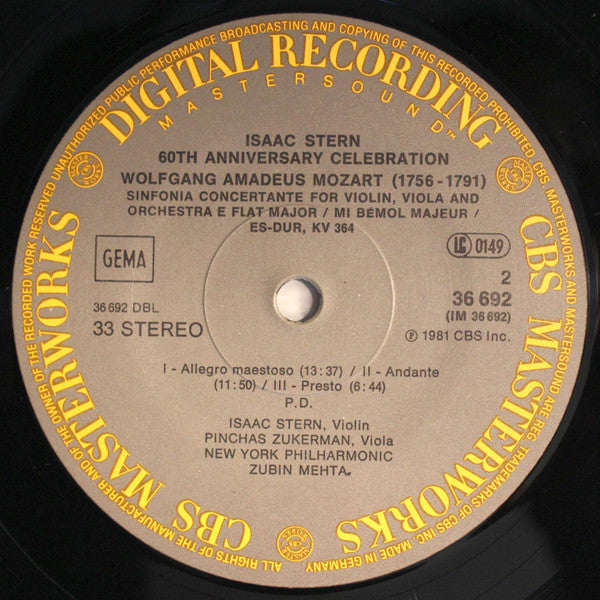 DIGITAL RECORDING
MASTERSOUND™
ISAAC STERN
60TH ANNIVERSARY CELEBRATION
WOLFGANG AMADEUS MOZART (1756-1791)
SINFONIA CONCERTANTE FOR VIOLIN, VIOLA AND
ORCHESTRA E FLAT MAJOR / MI BÉMOL MAJEUR /
ES-DUR, KV 364
GEMA
LC 0149
2
36 692 DBL
36 692
(IM 36 692)
33 STEREO
℗ 1981 CBS Inc.
I - Allegro maestoso (13:37) / II - Andante
(11:50) / III - Presto (6:44)
P.D.
ISAAC STERN, Violin
PINCHAS ZUKERMAN, Viola
NEW YORK PHILHARMONIC
ZUBIN MEHTA
CBS MASTERWORKS
CBS MASTERWORKS
ALL RIGHTS OF THE MANUFACTURER AND OF THE OWNER OF THE RECORDED WORK RESERVED UNAUTHORIZED PUBLIC PERFORMANCE BROADCASTING AND COPYING OF THIS RECORD PROHIBITED. CBS, MASTERWORKS AND MASTERSOUND ARE REG. TRADEMARKS OF CBS INC. MADE IN GERMANY